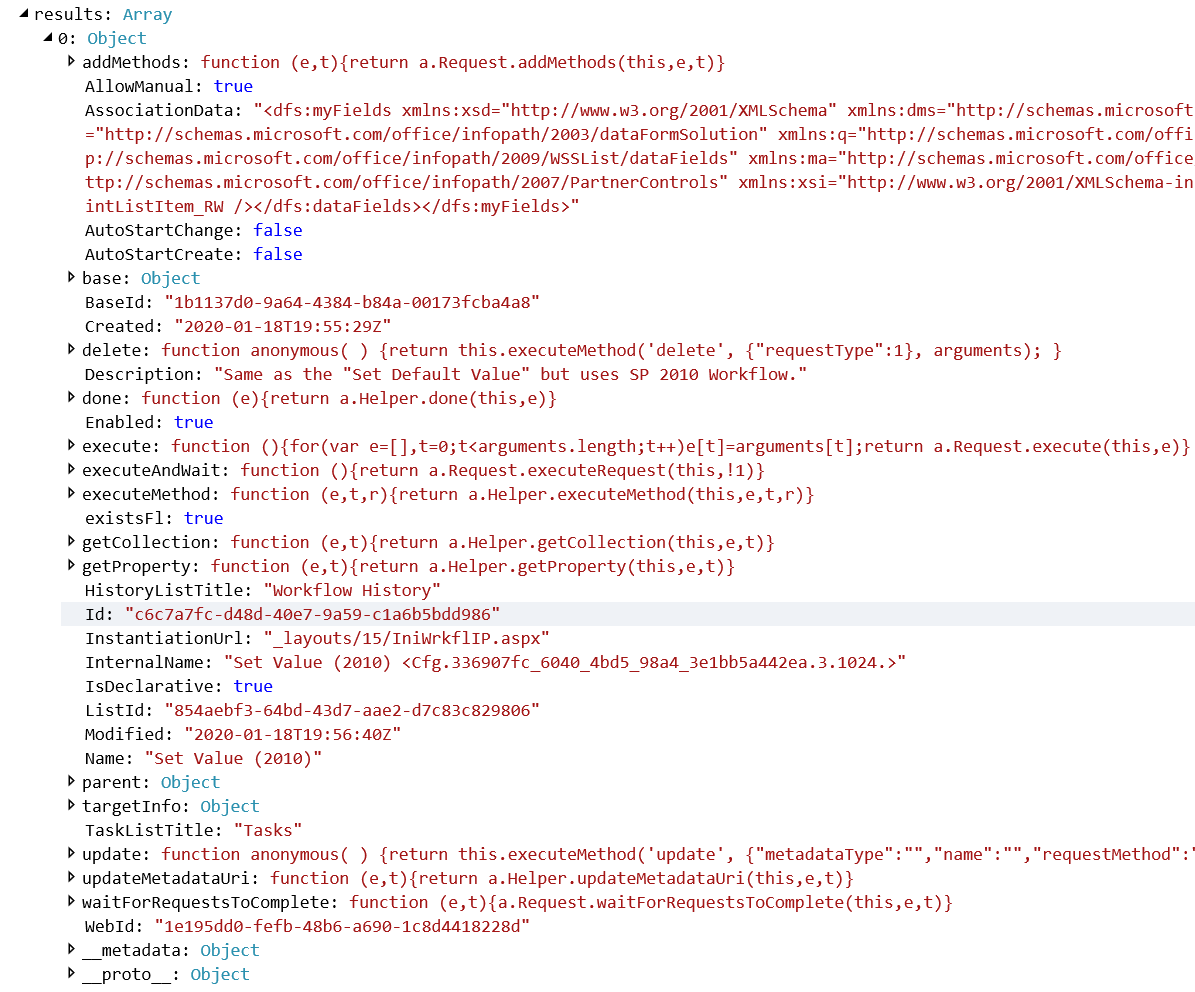 results: Array
0: Object
addMethods: function (e,t){return a.Request.addMethods(this,e,t)}
AllowManual: true
AssociationData: "<dfs:myFields xmlns:xsd="http://www.w3.org/2001/XMLSchema" xmlns:dms="http://schemas.microsoft
="http://schemas.microsoft.com/office/infopath/2003/dataFormSolution" xmlns:q="http://schemas.microsoft.com/offi
p://schemas.microsoft.com/office/infopath/2009/WSSList/dataFields" xmlns:ma="http://schemas.microsoft.com/office
ttp://schemas.microsoft.com/office/infopath/2007/PartnerControls" xmlns:xsi="http://www.w3.org/2001/XMLSchema-in
intListItem_RW /></dfs:dataFields></dfs:myFields>"
AutoStartChange: false
AutoStartCreate: false
base: Object
BaseId: "1b1137d0-9a64-4384-b84a-00173fcba4a8"
Created: "2020-01-18T19:55:29Z"
delete: function anonymous( ) {return this.executeMethod('delete', {"requestType":1}, arguments); }
Description: "Same as the "Set Default Value" but uses SP 2010 Workflow."
done: function (e){return a.Helper.done(this,e)}
Enabled: true
execute: function (){for(var e=[],t=0;t<arguments.length;t++)e[t]=arguments[t];return a.Request.execute(this,e)}
executeAndWait: function (){return a.Request.executeRequest(this,!1)}
executeMethod: function (e,t,r){return a.Helper.executeMethod(this,e,t,r)}
existsFl: true
getCollection: function (e,t){return a.Helper.getCollection(this,e,t)}
getProperty: function (e,t){return a.Helper.getProperty(this,e,t)}
HistoryListTitle: "Workflow History"
Id: "c6c7a7fc-d48d-40e7-9a59-c1a6b5bdd986"
InstantiationUrl: "_layouts/15/IniWrkflIP.aspx"
InternalName: "Set Value (2010) <Cfg.336907fc_6040_4bd5_98a4_3e1bb5a442ea.3.1024.>"
IsDeclarative: true
ListId: "854aebf3-64bd-43d7-aae2-d7c83c829806"
Modified: "2020-01-18T19:56:40Z"
Name: "Set Value (2010)"
parent: Object
targetInfo: Object
TaskListTitle: "Tasks"
update: function anonymous( ) {return this.executeMethod('update', {"metadataType":"","name":"","requestMethod":'
updateMetadataUri: function (e,t){return a.Helper.updateMetadataUri(this,e,t)}
waitForRequestsToComplete: function (e,t){a.Request.waitForRequestsToComplete(this,e,t)}
WebId: "1e195dd0-fefb-48b6-a690-1c8d4418228d"
__metadata: Object
__proto__: Object